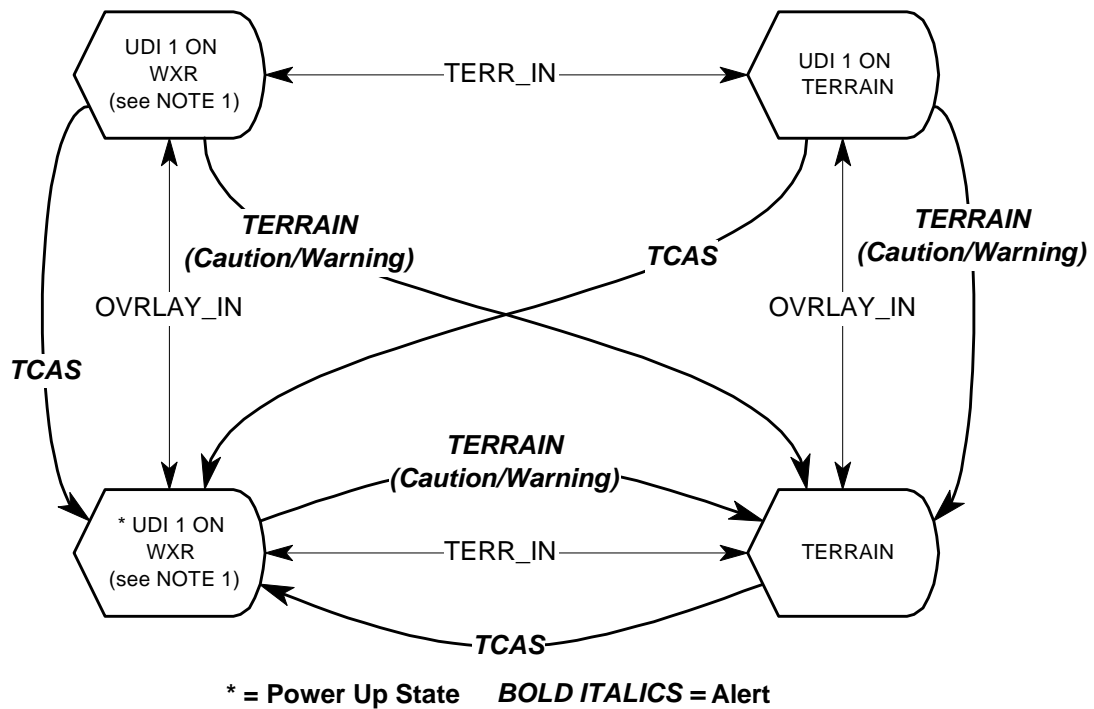 UDI 1 ON
WXR
(see NOTE 1)
TERR_IN
UDI 1 ON
TERRAIN
TERRAIN
(Caution/Warning)
TCAS
TERRAIN
(Caution/Warning)
OVRLAY_IN
OVRLAY_IN
TCAS
TERRAIN
(Caution/Warning)
* UDI 1 ON
WXR
(see NOTE 1)
TERR_IN
TERRAIN
TCAS
* = Power Up State BOLD ITALICS = Alert